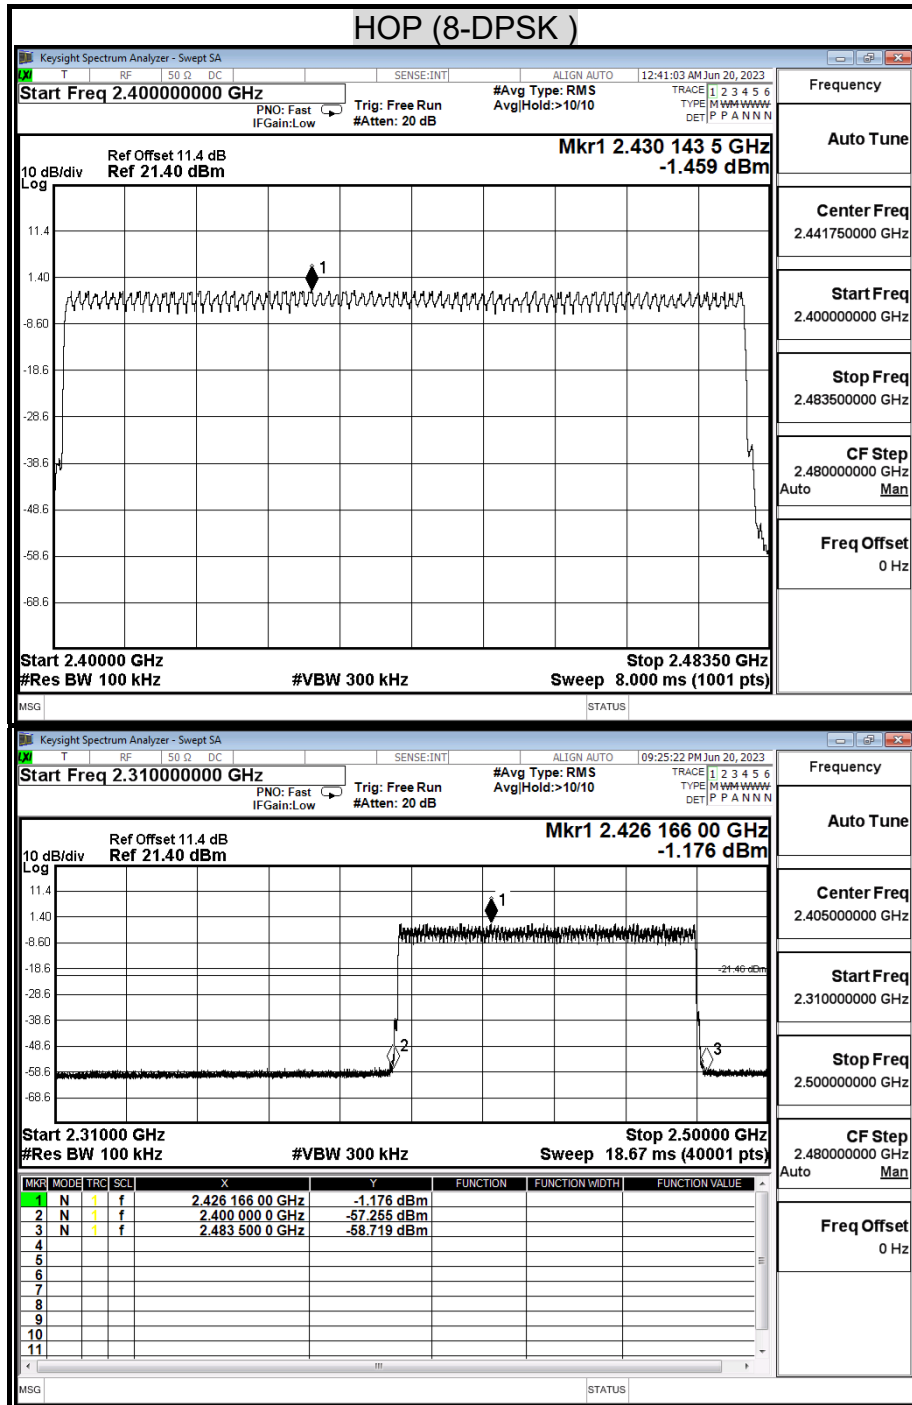 HOP (8-DPSK )
Keysight Spectrum Analyzer - Swept SA
LXI T RF 50 Ω DC SENSE:INT ALIGN AUTO 12:41:03 AM Jun 20, 2023
Start Freq 2.400000000 GHz
PNO: Fast
IFGain:Low
Trig: Free Run
#Atten: 20 dB
#Avg Type: RMS
Avg|Hold:>10/10
TRACE 1 2 3 4 5 6
TYPE M WM WWWW
DET P P A N N N
Ref Offset 11.4 dB
10 dB/div Ref 21.40 dBm
Log
Mkr1 2.430 143 5 GHz
-1.459 dBm
11.4
1.40
-8.60
-18.6
-28.6
-38.6
-48.6
-58.6
-68.6
1
Start 2.40000 GHz Stop 2.48350 GHz
#Res BW 100 kHz #VBW 300 kHz Sweep 8.000 ms (1001 pts)
MSG STATUS
Frequency
Auto Tune
Center Freq
2.441750000 GHz
Start Freq
2.400000000 GHz
Stop Freq
2.483500000 GHz
CF Step
2.480000000 GHz
Auto Man
Freq Offset
0 Hz
Keysight Spectrum Analyzer - Swept SA
LXI T RF 50 Ω DC SENSE:INT ALIGN AUTO 09:25:22 PM Jun 20, 2023
Start Freq 2.310000000 GHz
PNO: Fast
IFGain:Low
Trig: Free Run
#Atten: 20 dB
#Avg Type: RMS
Avg|Hold:>10/10
TRACE 1 2 3 4 5 6
TYPE M WM WWWW
DET P P A N N N
Ref Offset 11.4 dB
10 dB/div Ref 21.40 dBm
Log
Mkr1 2.426 166 00 GHz
-1.176 dBm
11.4
1.40
-8.60
-18.6
-28.6
-38.6
-48.6
-58.6
-68.6
1
-21.46 dBm
2
3
Start 2.31000 GHz Stop 2.50000 GHz
#Res BW 100 kHz #VBW 300 kHz Sweep 18.67 ms (40001 pts)
MKR MODE TRC SCL X Y FUNCTION FUNCTION WIDTH FUNCTION VALUE
1 N 1 f 2.426 166 00 GHz -1.176 dBm
2 N 1 f 2.400 000 0 GHz -57.255 dBm
3 N 1 f 2.483 500 0 GHz -58.719 dBm
4
5
6
7
8
9
10
11
MSG STATUS
Frequency
Auto Tune
Center Freq
2.405000000 GHz
Start Freq
2.310000000 GHz
Stop Freq
2.500000000 GHz
CF Step
2.480000000 GHz
Auto Man
Freq Offset
0 Hz